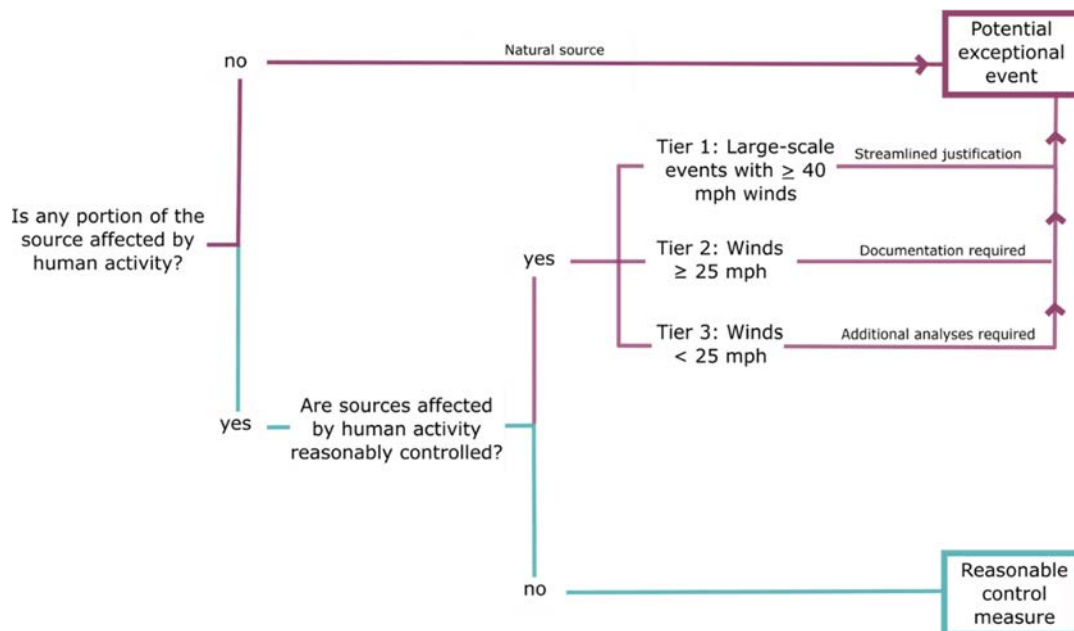 no
Natural source
Potential
exceptional
event
Tier 1: Large-scale
events with ≥ 40
mph winds
Streamlined justification
Is any portion of the
source affected by
human activity?
yes
Tier 2: Winds
≥ 25 mph
Documentation required
Tier 3: Winds
< 25 mph
Additional analyses required
yes
Are sources affected
by human activity
reasonably controlled?
no
Reasonable
control
measure